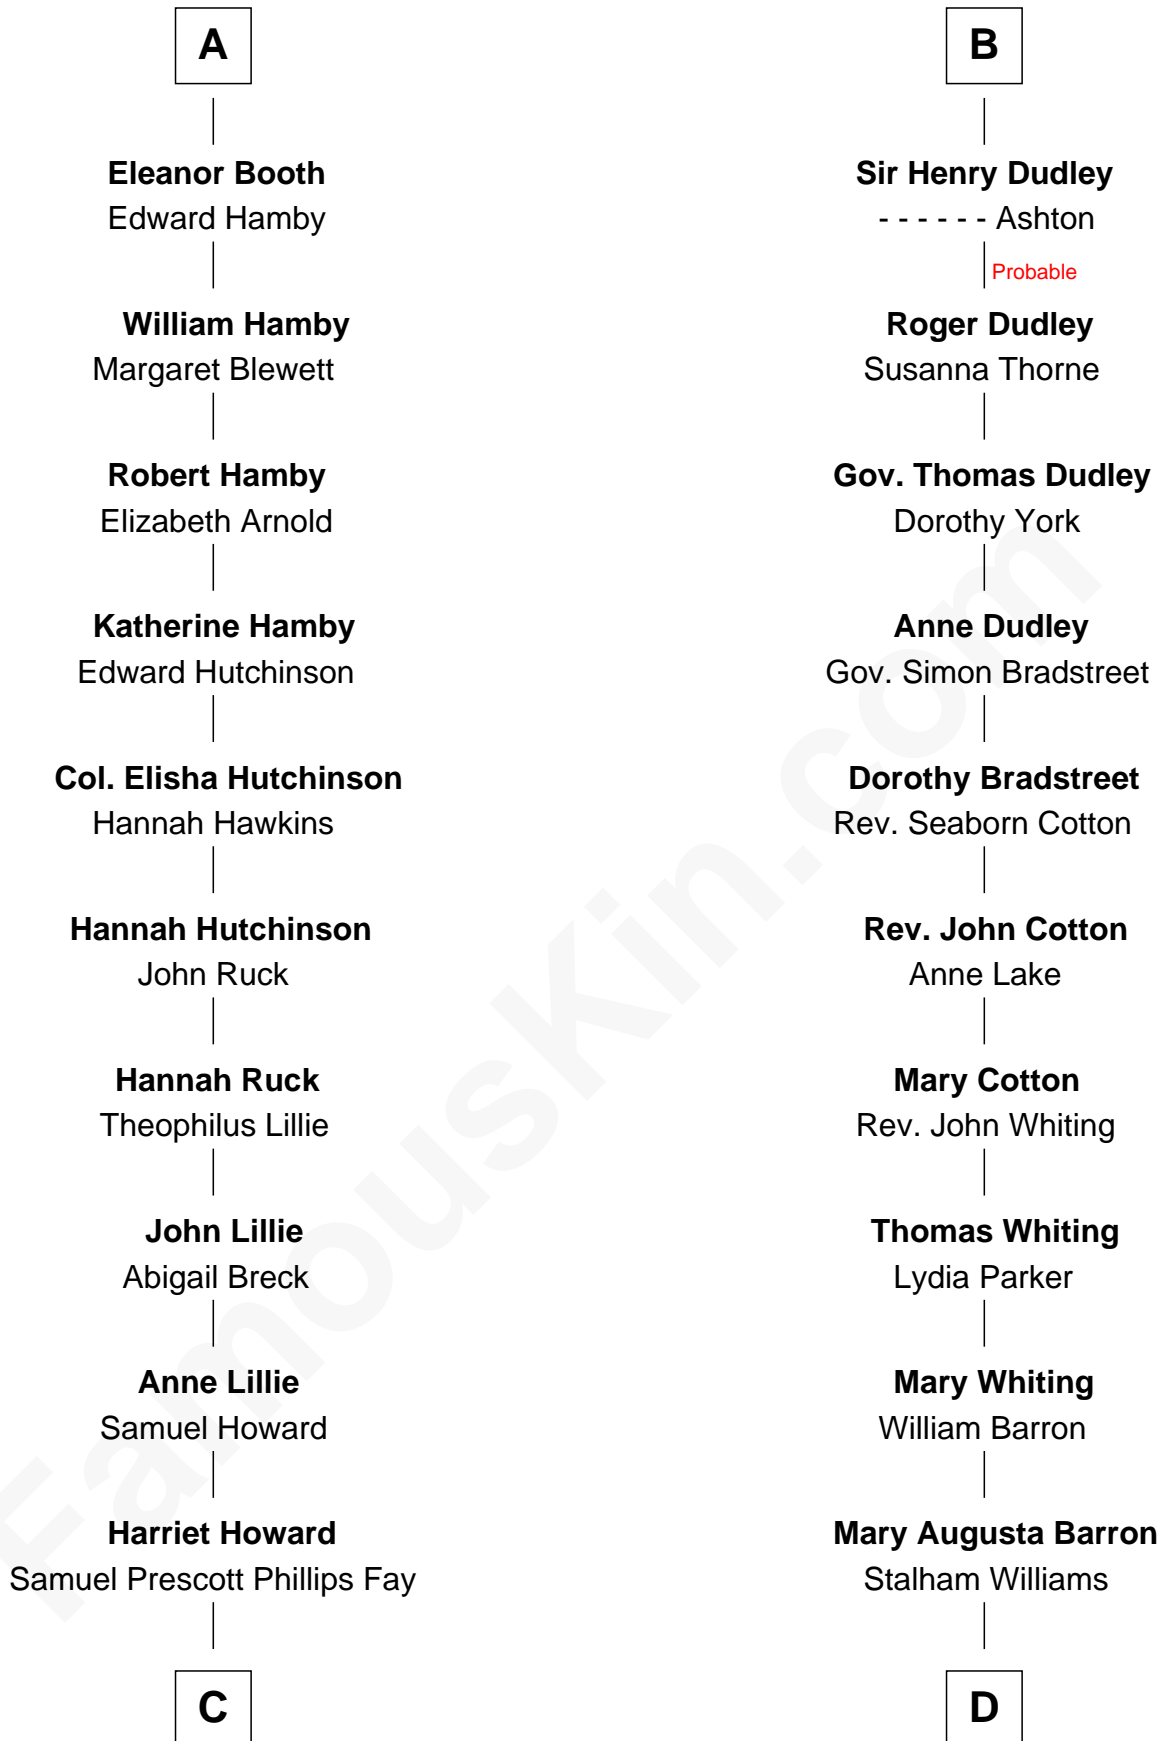 A
Eleanor Booth
Edward Hamby
William Hamby
Margaret Blewett
Robert Hamby
Elizabeth Arnold
Katherine Hamby
Edward Hutchinson
Col. Elisha Hutchinson
Hannah Hawkins
Hannah Hutchinson
John Ruck
Hannah Ruck
Theophilus Lillie
John Lillie
Abigail Breck
Anne Lillie
Samuel Howard
Harriet Howard
Samuel Prescott Phillips Fay
C
B
Sir Henry Dudley
- - - - - - Ashton
Probable
Roger Dudley
Susanna Thorne
Gov. Thomas Dudley
Dorothy York
Anne Dudley
Gov. Simon Bradstreet
Dorothy Bradstreet
Rev. Seaborn Cotton
Rev. John Cotton
Anne Lake
Mary Cotton
Rev. John Whiting
Thomas Whiting
Lydia Parker
Mary Whiting
William Barron
Mary Augusta Barron
Stalham Williams
D
FamousKin.com